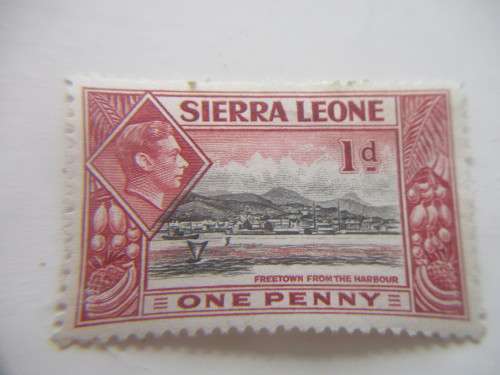 SIERRA LEONE
1d
FREETOWN FROM THE HARBOUR
ONE PENNY